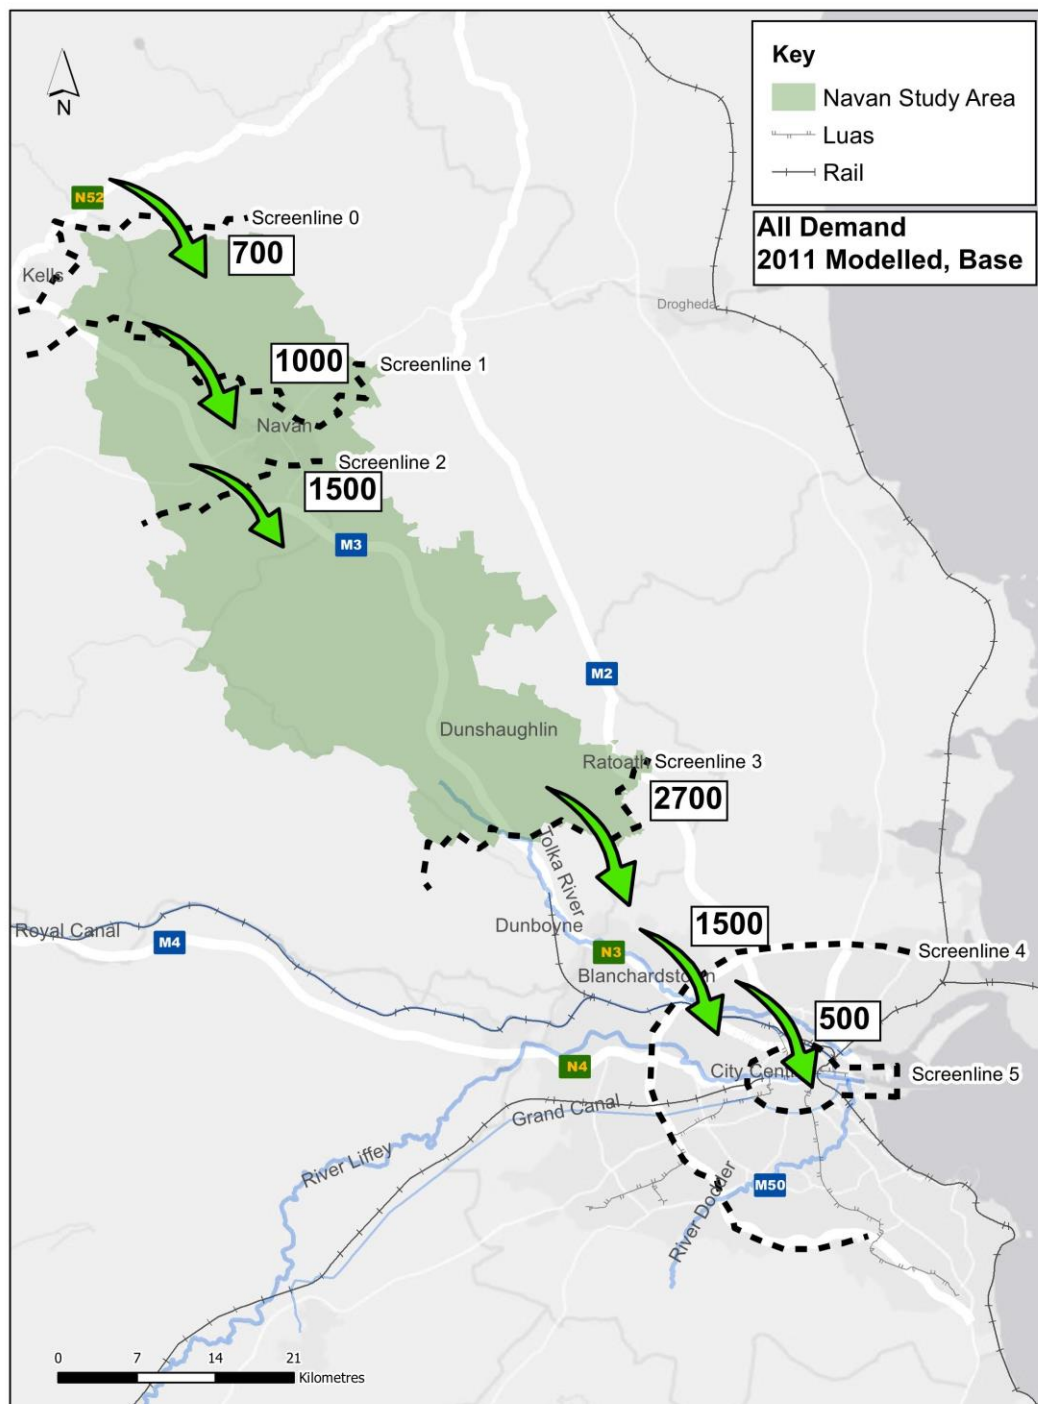 Key
Navan Study Area
Luas
Rail
All Demand
2011 Modelled, Base
N
N52
Screenline 0
700
Kells
Drogheda
1000
Screenline 1
Navan
Screenline 2
1500
M3
M2
Dunshaughlin
Ratoath
Screenline 3
2700
Tolka River
Royal Canal
M4
Dunboyne
1500
N3
Screenline 4
Blanchardstown
500
N4
City Centre
Screenline 5
Grand Canal
River Liffey
River Dodder
M50
0 7 14 21
Kilometres